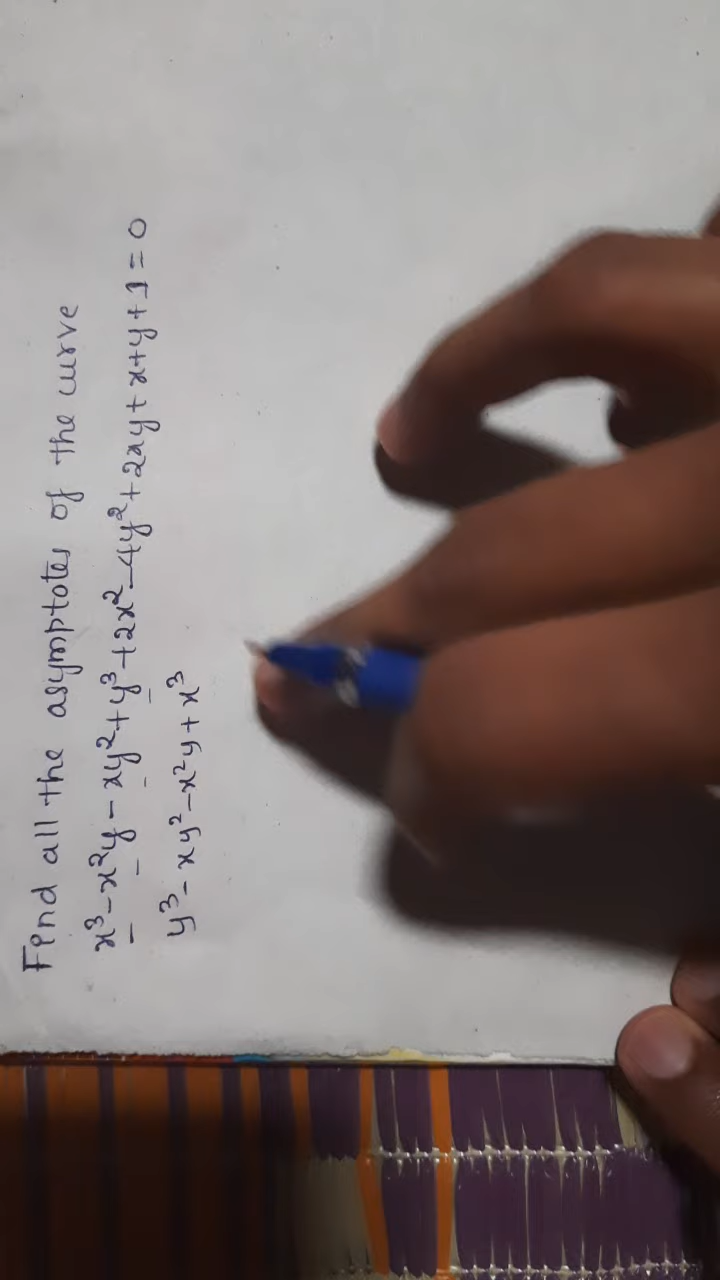 Find all the asymptotes of the curve
x³-x²y-xy²+y³+2x²-4y²+2xy+x+y+1=0
y³-xy²-x²y+x³